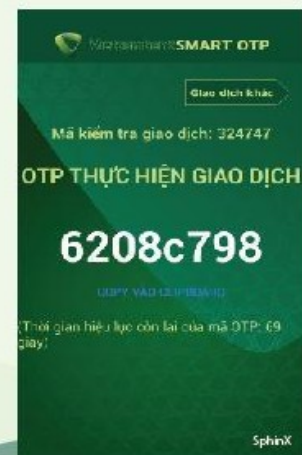 Vietcombank SMART OTP
Giao dịch khác
Mã kiểm tra giao dịch: 324747
OTP THỰC HIỆN GIAO DỊCH
6208c798
COPY VÀO CLIPBOARD
(Thời gian hiệu lực còn lại của mã OTP: 69
giây)
SphinX